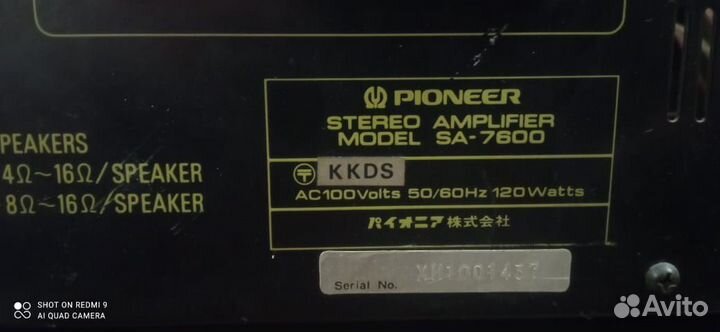 PEAKERS
4Ω~16Ω/SPEAKER
8Ω~16Ω/SPEAKER
PIONEER
STEREO AMPLIFIER
MODEL SA-7600
KKDS
AC100Volts 50/60Hz 120Watts
パイオニア株式会社
Serial No. XH1001437
SHOT ON REDMI 9
AI QUAD CAMERA
Avito